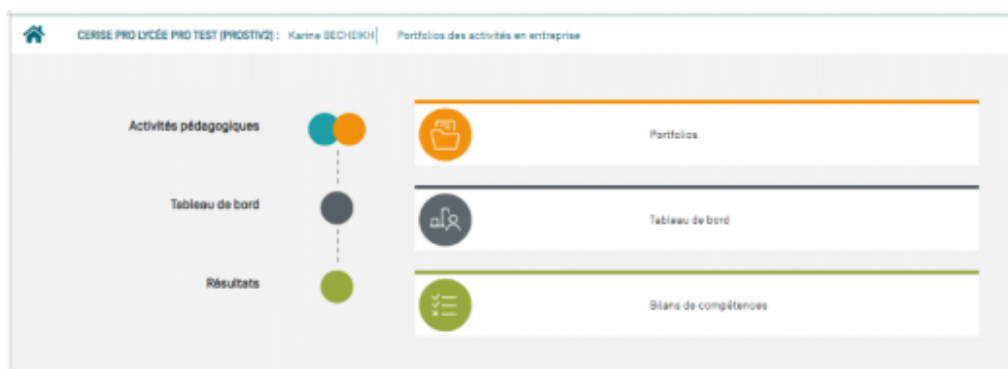 CERISE PRO LYCÉE PRO TEST (PROSTIV2) : Karine BECHEIKH Portfolios des activités en entreprise
Activités pédagogiques
Portfolios
Tableau de bord
Tableau de bord
Résultats
Bilans de compétences